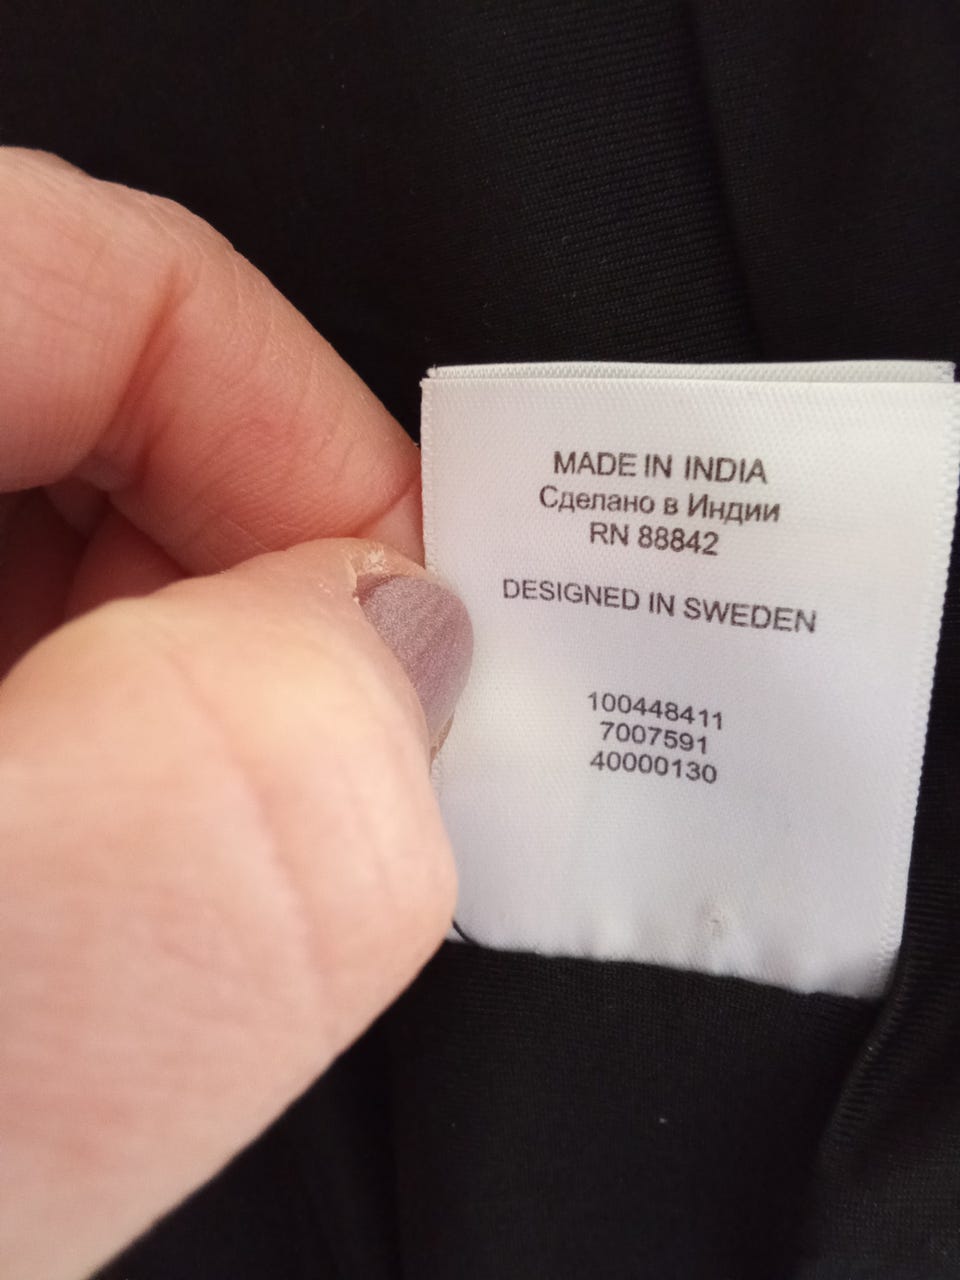 MADE IN INDIA
Сделано в Индии
RN 88842
DESIGNED IN SWEDEN
100448411
7007591
40000130